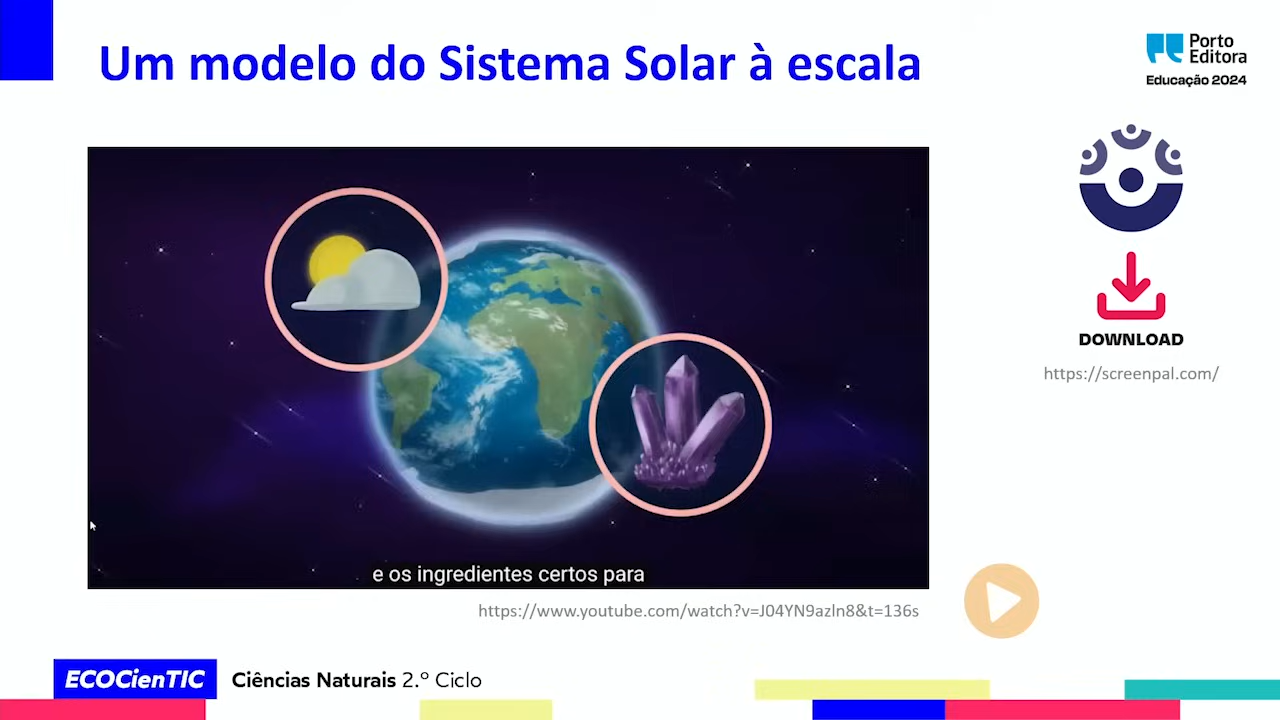 Um modelo do Sistema Solar à escala
Porto
Editora
Educação 2024
DOWNLOAD
https://screenpal.com/
e os ingredientes certos para
https://www.youtube.com/watch?v=J04YN9azln8&t=136s
ECOCienTIC
Ciências Naturais 2.º Ciclo